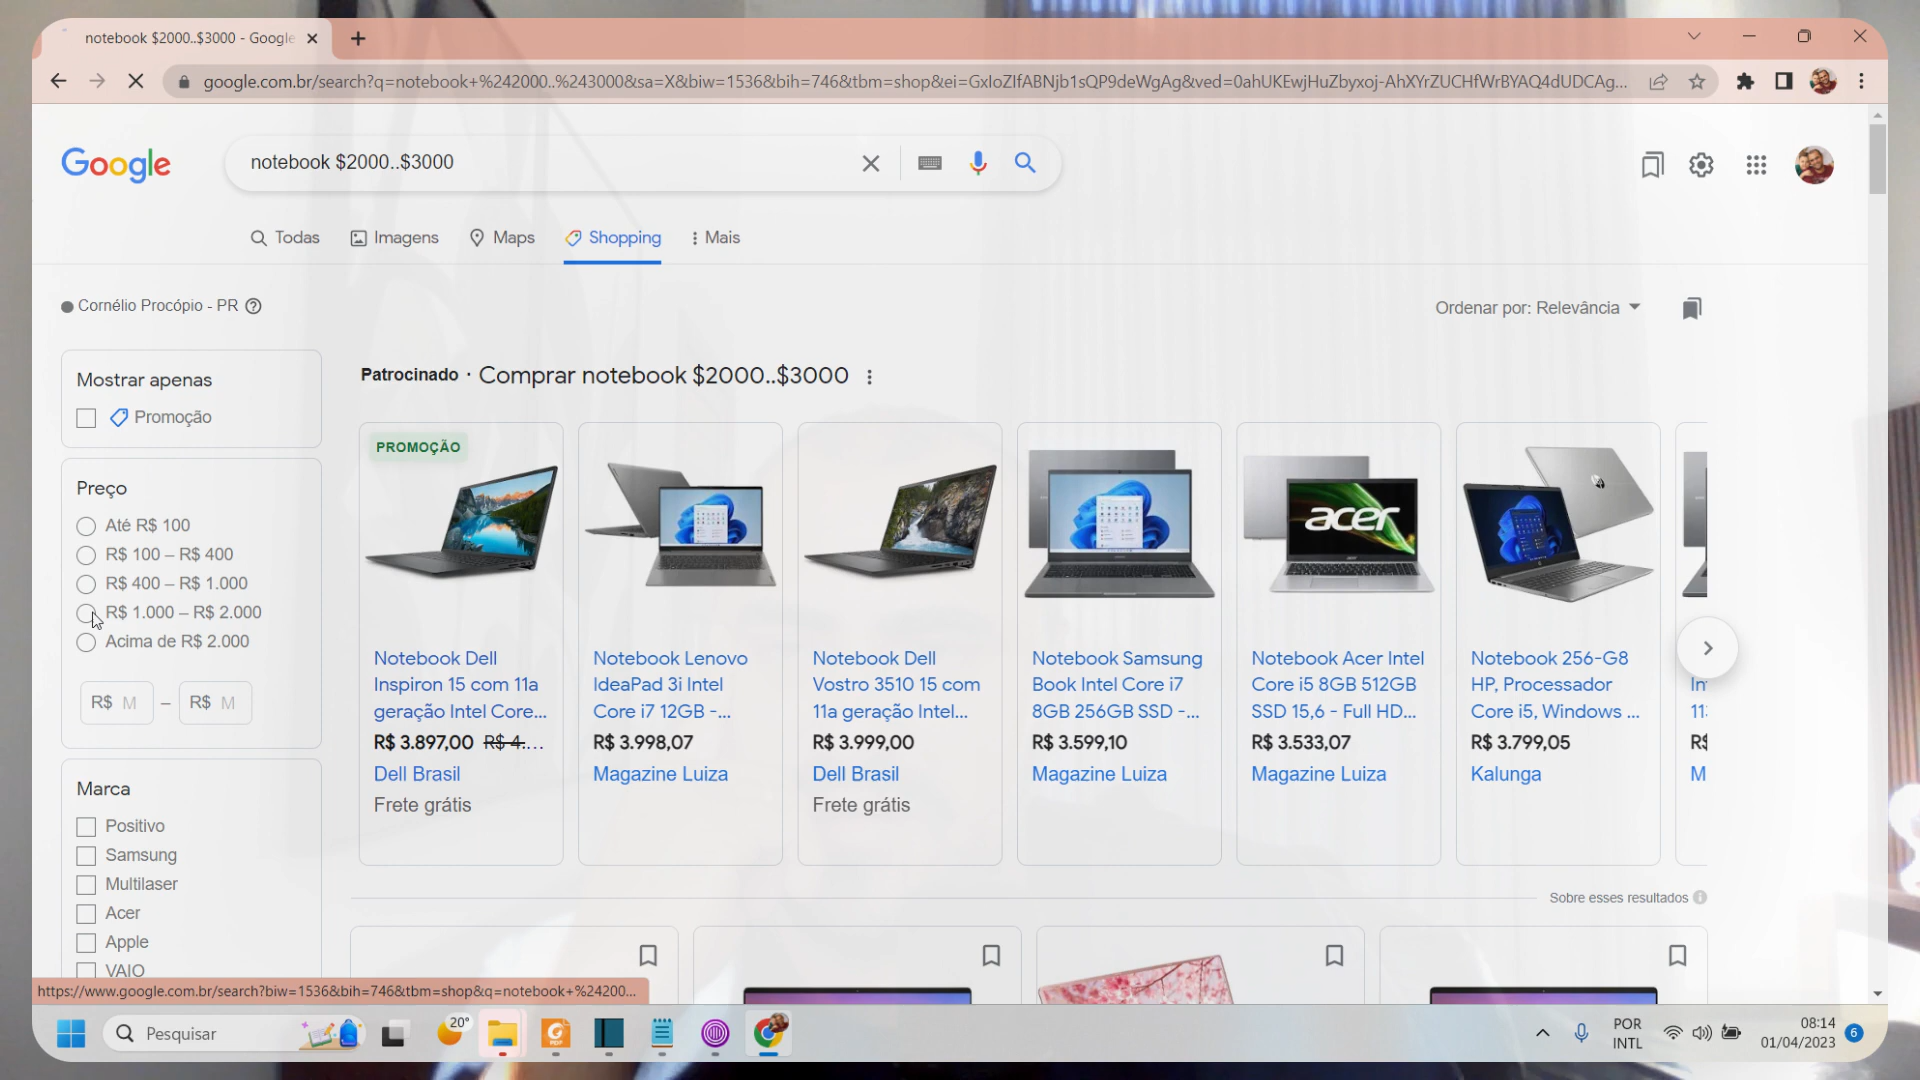 notebook $2000..$3000 - Google
google.com.br/search?q=notebook+%242000..%243000&sa=X&biw=1536&bih=746&tbm=shop&ei=GxIoZIfABNjb1sQP9deWgAg&ved=0ahUKEwjHuZbyxoj-AhXYrZUCHfWrBYAQ4dUDCAg...
Google
notebook $2000..$3000
Todas
Imagens
Maps
Shopping
Mais
Cornélio Procópio - PR
Ordenar por: Relevância
Mostrar apenas
Promoção
Preço
Até R$ 100
R$ 100 – R$ 400
R$ 400 – R$ 1.000
R$ 1.000 – R$ 2.000
Acima de R$ 2.000
R$ M – R$ M
Marca
Positivo
Samsung
Multilaser
Acer
Apple
VAIO
Patrocinado · Comprar notebook $2000..$3000
PROMOÇÃO
Notebook Dell
Inspiron 15 com 11a
geração Intel Core...
R$ 3.897,00 R$ 4....
Dell Brasil
Frete grátis
Notebook Lenovo
IdeaPad 3i Intel
Core i7 12GB -...
R$ 3.998,07
Magazine Luiza
Notebook Dell
Vostro 3510 15 com
11a geração Intel...
R$ 3.999,00
Dell Brasil
Frete grátis
Notebook Samsung
Book Intel Core i7
8GB 256GB SSD -...
R$ 3.599,10
Magazine Luiza
acer
Notebook Acer Intel
Core i5 8GB 512GB
SSD 15,6 - Full HD...
R$ 3.533,07
Magazine Luiza
Notebook 256-G8
HP, Processador
Core i5, Windows ...
R$ 3.799,05
Kalunga
In
11
R$
M
Sobre esses resultados
https://www.google.com.br/search?biw=1536&bih=746&tbm=shop&q=notebook+%24200...
Pesquisar
20°
POR
INTL
08:14
01/04/2023
6